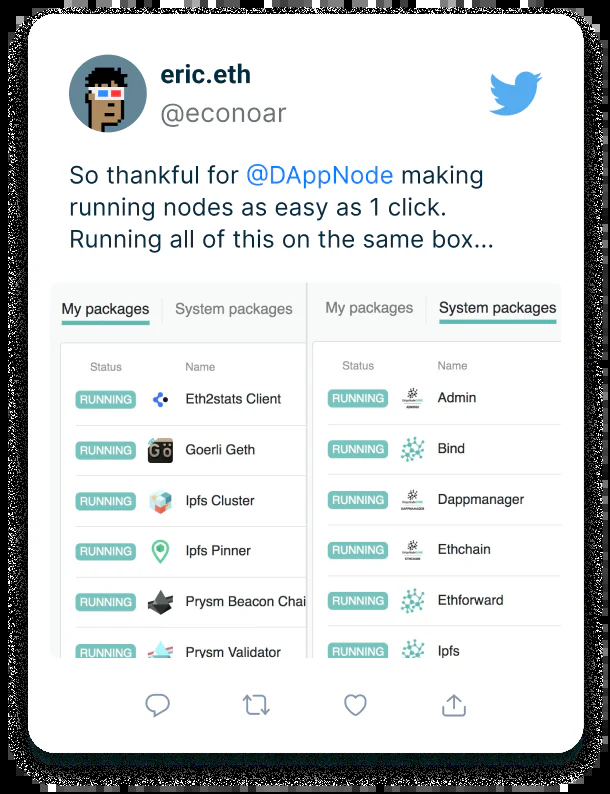 eric.eth
@econoar
So thankful for @DAppNode making
running nodes as easy as 1 click.
Running all of this on the same box...
My packages System packages
Status Name
RUNNING Eth2stats Client
RUNNING Goerli Geth
RUNNING Ipfs Cluster
RUNNING Ipfs Pinner
RUNNING Prysm Beacon Chai
RUNNING Prysm Validator
My packages System packages
Status Name
RUNNING Admin
RUNNING Bind
RUNNING Dappmanager
RUNNING Ethchain
RUNNING Ethforward
RUNNING Ipfs